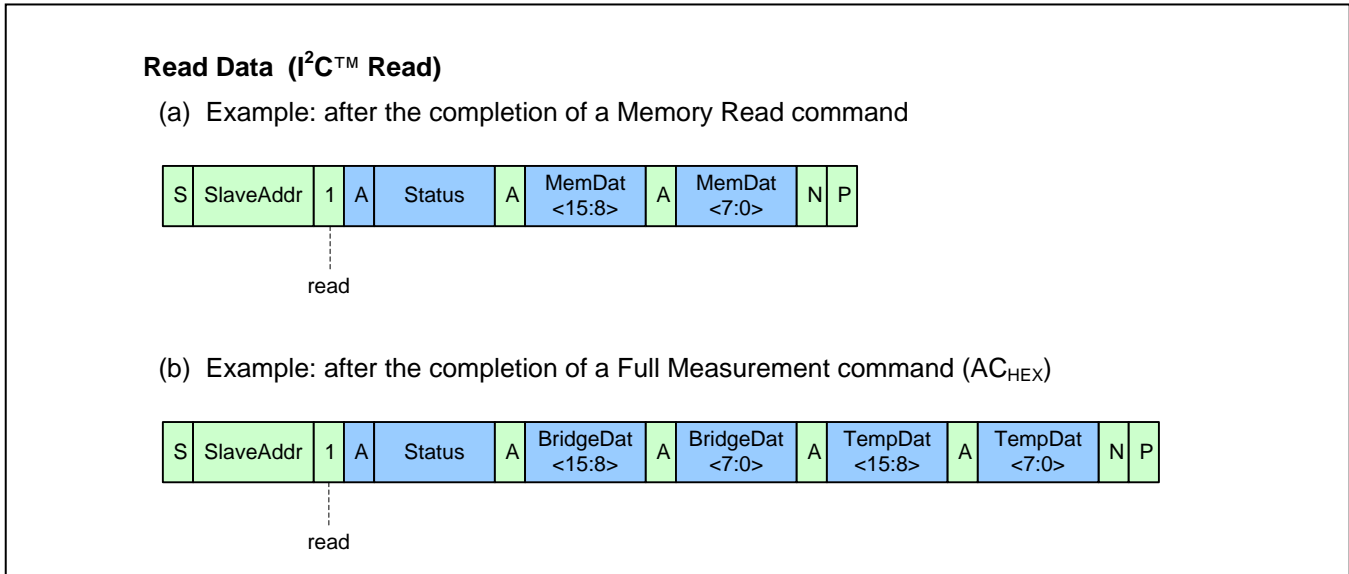 Read Data (I²C™ Read)
(a) Example: after the completion of a Memory Read command
S SlaveAddr 1 A Status A MemDat <15:8> A MemDat <7:0> N P
read
(b) Example: after the completion of a Full Measurement command (AC_HEX)
S SlaveAddr 1 A Status A BridgeDat <15:8> A BridgeDat <7:0> A TempDat <15:8> A TempDat <7:0> N P
read